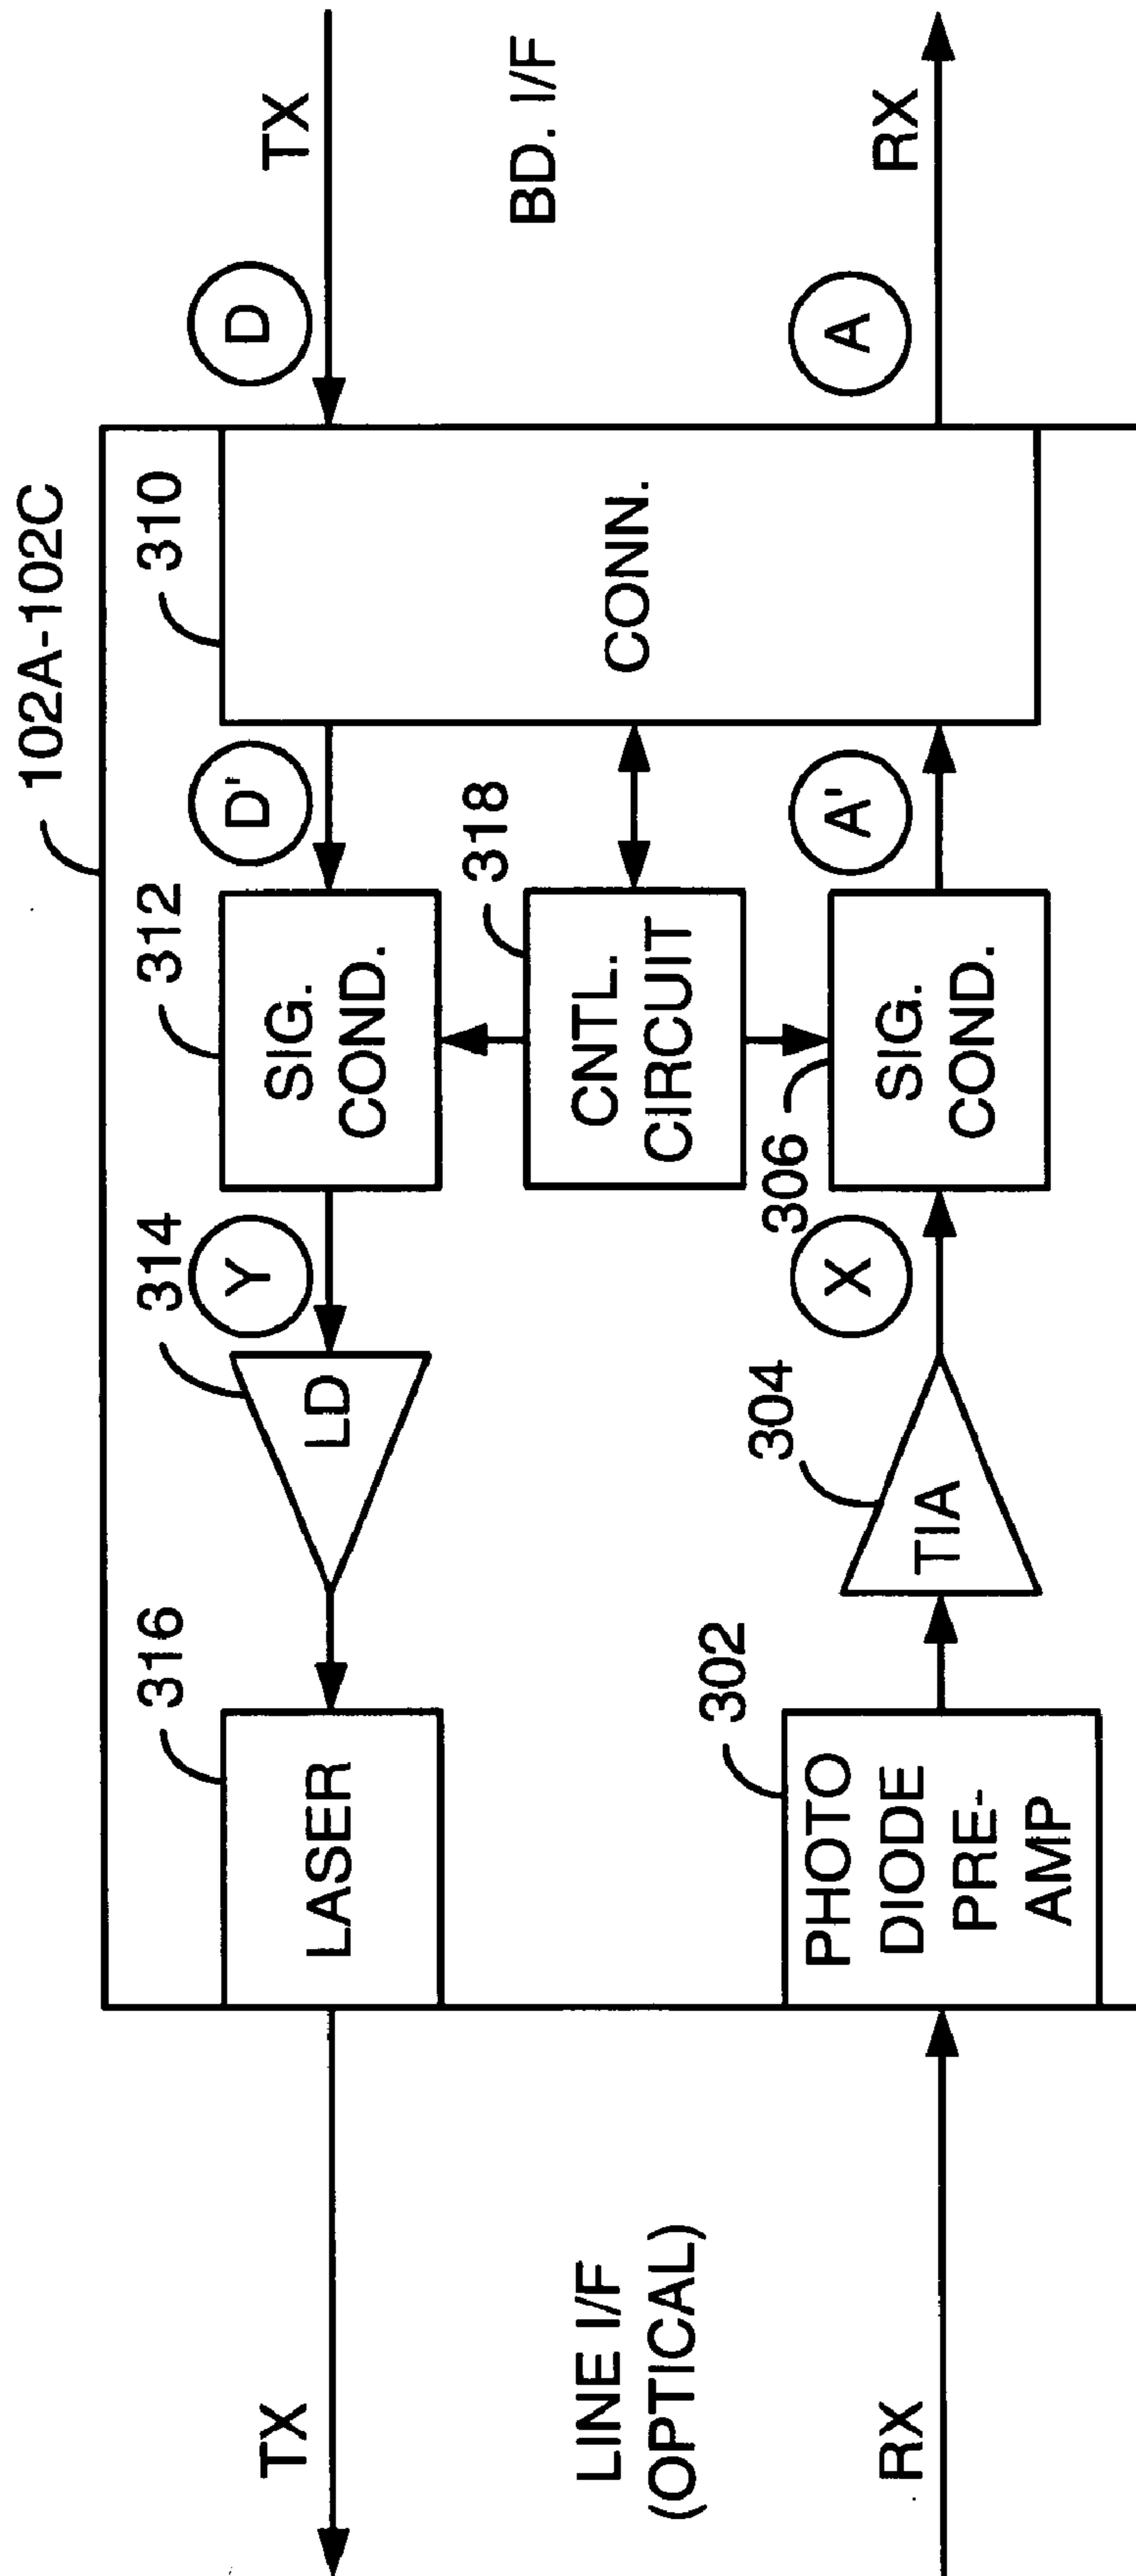 102A-102C
TX
316
314
312
310
TX
LASER
LD
Y
SIG.
COND.
D'
D
318
CNTL.
CIRCUIT
CONN.
LINE I/F
(OPTICAL)
BD. I/F
302
304
306
RX
PHOTO
DIODE
PRE-
AMP
TIA
X
SIG.
COND.
A'
A
RX